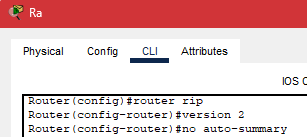 Ra
Physical Config CLI Attributes
IOS C
Router(config)#router rip
Router(config-router)#version 2
Router(config-router)#no auto-summary